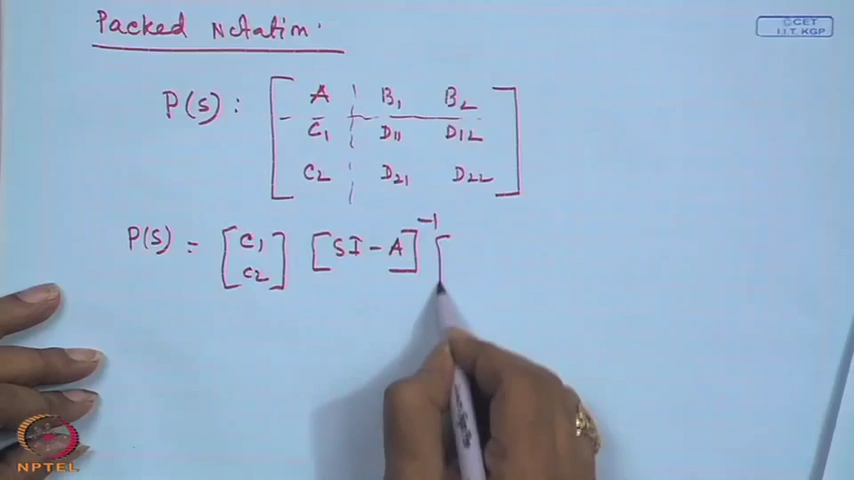 Packed Notation.
©CET
I.I.T. KGP
P(S) : [ A B₁ B₂
C₁ D₁₁ D₁₂
C₂ D₂₁ D₂₂ ]
P(S) = [ C₁ C₂ ] [SI - A]⁻¹ [
NPTEL